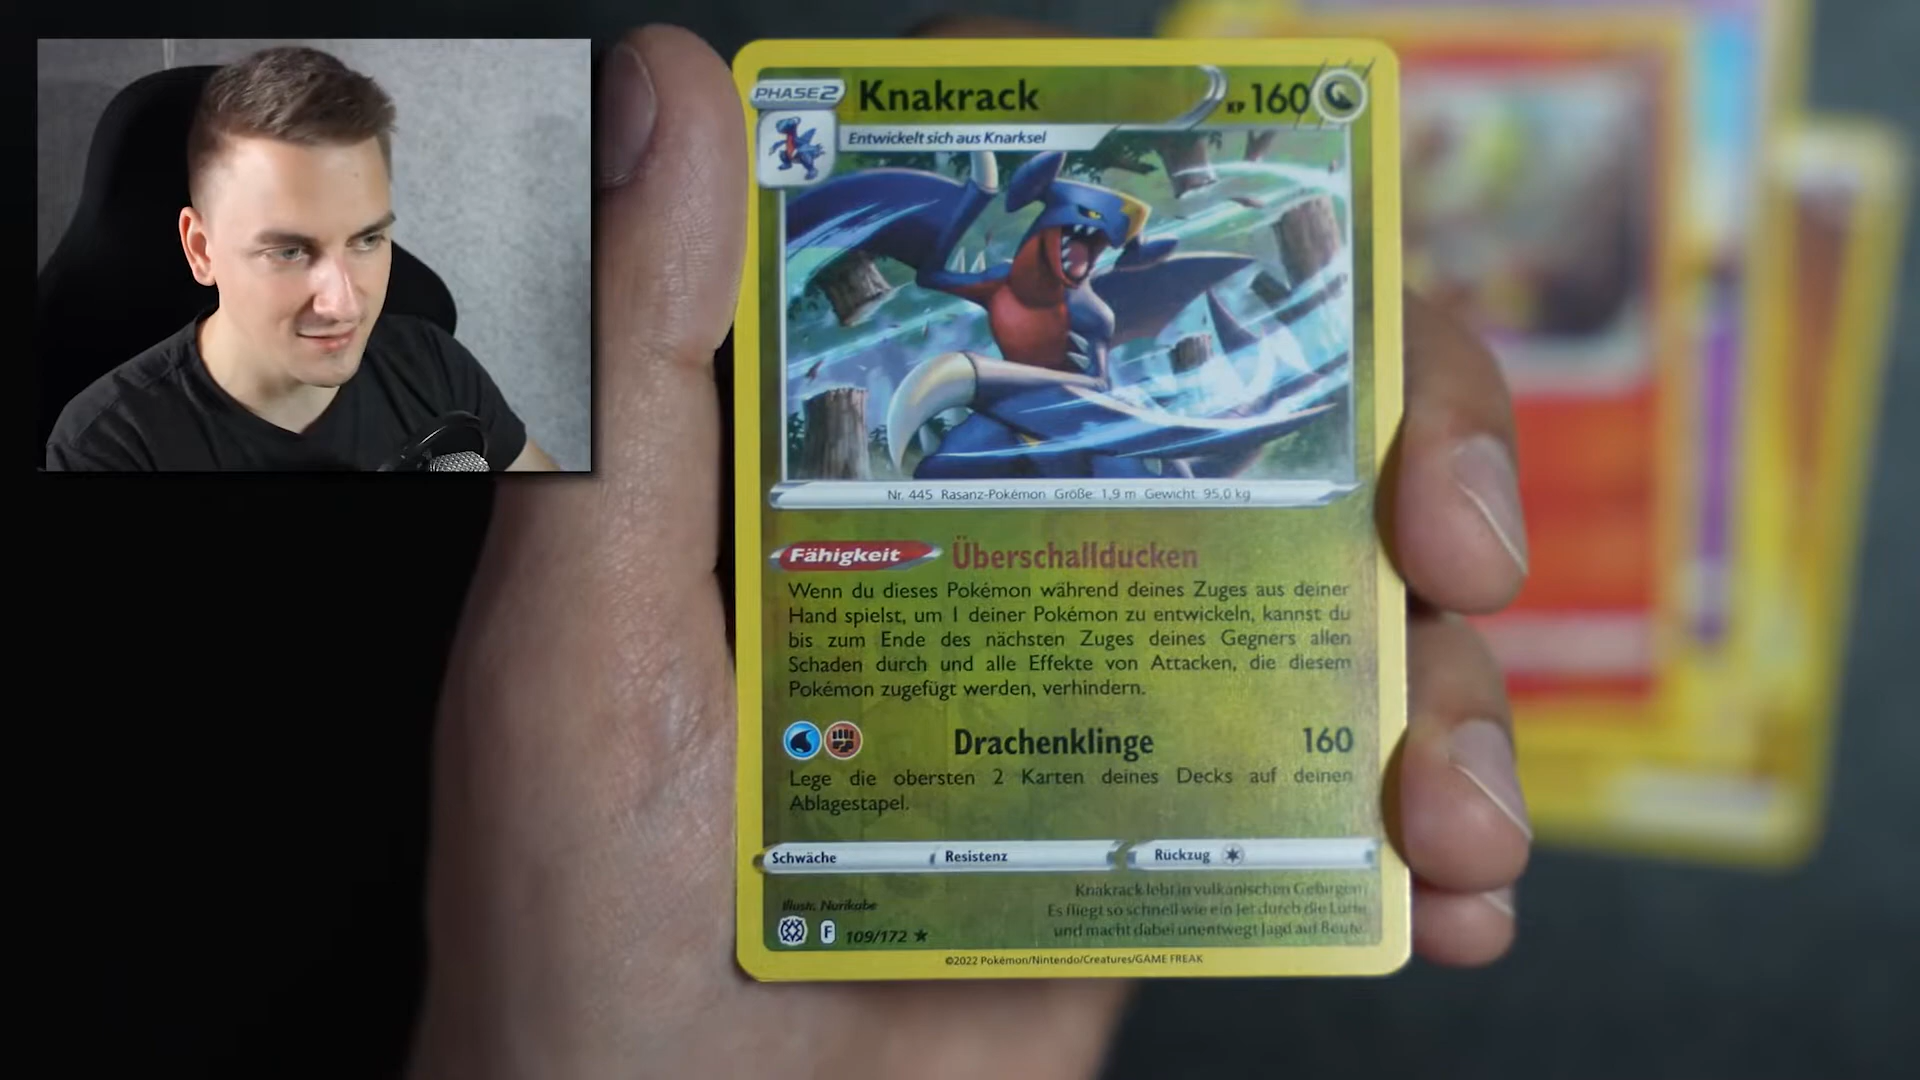 PHASE 2 Knakrack KP 160
Entwickelt sich aus Knarksel
Nr. 445 Rasanz-Pokémon Größe: 1,9 m Gewicht: 95,0 kg
Fähigkeit Überschallducken
Wenn du dieses Pokémon während deines Zuges aus deiner
Hand spielst, um 1 deiner Pokémon zu entwickeln, kannst du
bis zum Ende des nächsten Zuges deines Gegners allen
Schaden durch und alle Effekte von Attacken, die diesem
Pokémon zugefügt werden, verhindern.
Drachenklinge 160
Lege die obersten 2 Karten deines Decks auf deinen
Ablagestapel.
Schwäche Resistenz Rückzug
Knakrack lebt in vulkanischen Gebirgen.
Illustr. Nurikabe
Es fliegt so schnell wie ein Jet durch die Lüfte
und macht dabei unentwegt Jagd auf Beute.
F 109/172 ★
©2022 Pokémon/Nintendo/Creatures/GAME FREAK